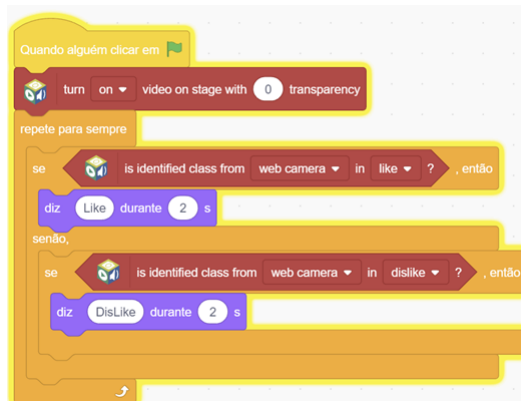 Quando alguém clicar em
turn on video on stage with 0 transparency
repete para sempre
se is identified class from web camera in like ? , então
diz Like durante 2 s
senão,
se is identified class from web camera in dislike ? , então
diz DisLike durante 2 s